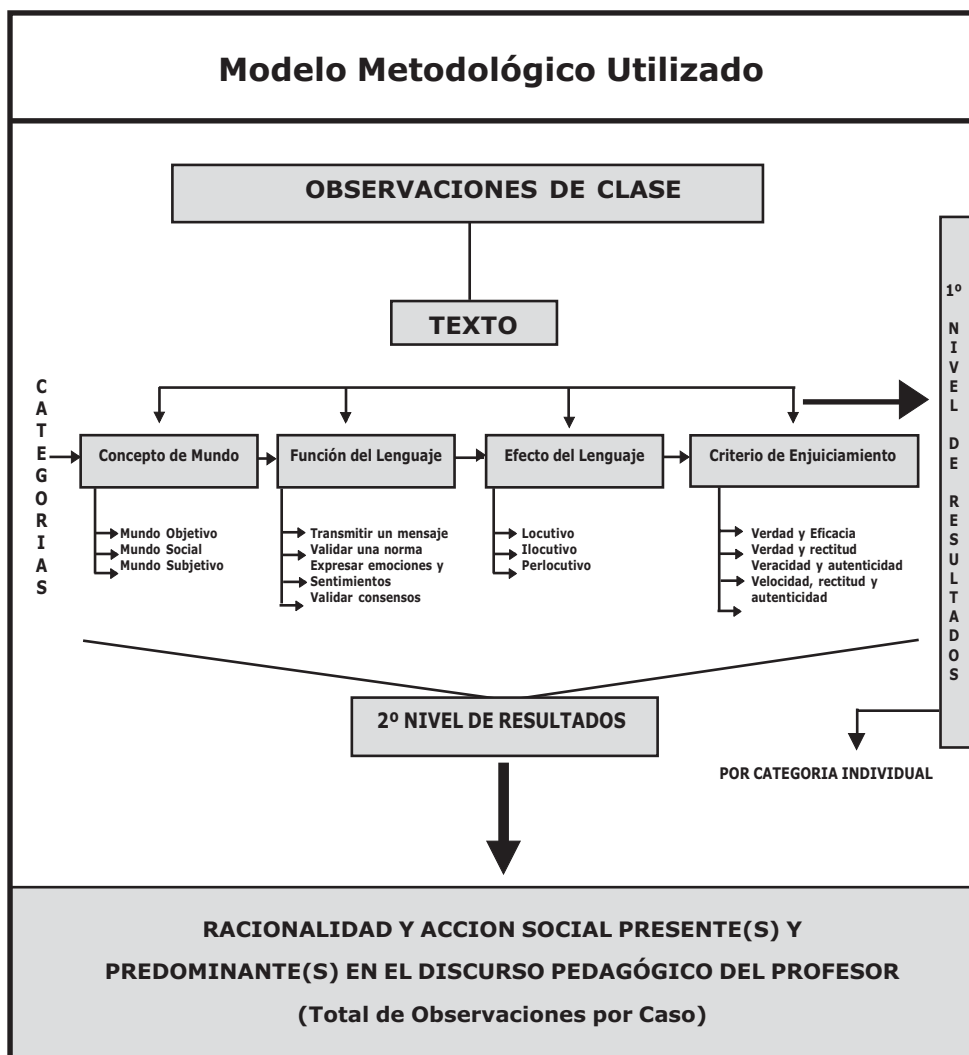 Modelo Metodológico Utilizado
OBSERVACIONES DE CLASE
TEXTO
CATEGORIAS
Concepto de Mundo
Mundo Objetivo
Mundo Social
Mundo Subjetivo
Función del Lenguaje
Transmitir un mensaje
Validar una norma
Expresar emociones y
Sentimientos
Validar consensos
Efecto del Lenguaje
Locutivo
Ilocutivo
Perlocutivo
Criterio de Enjuiciamiento
Verdad y Eficacia
Verdad y rectitud
Veracidad y autenticidad
Velocidad, rectitud y
autenticidad
1º NIVEL DE RESULTADOS
POR CATEGORIA INDIVIDUAL
2º NIVEL DE RESULTADOS
RACIONALIDAD Y ACCION SOCIAL PRESENTE(S) Y
PREDOMINANTE(S) EN EL DISCURSO PEDAGÓGICO DEL PROFESOR
(Total de Observaciones por Caso)